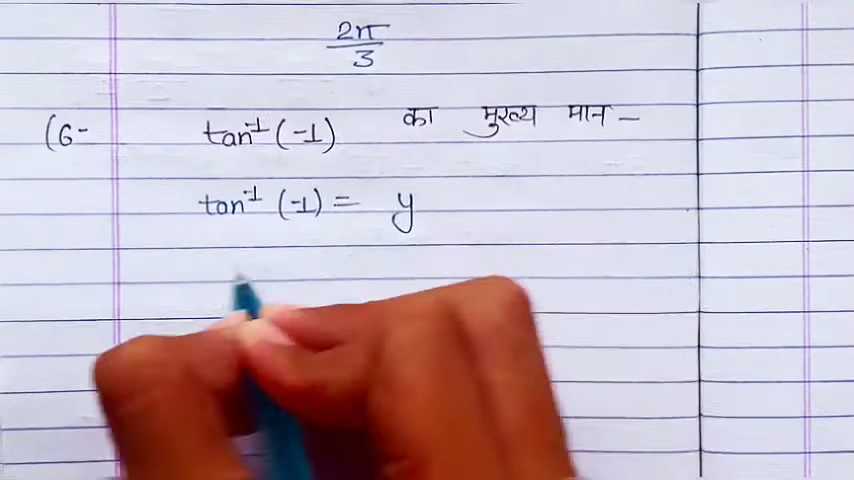 2π/3
(6- tan⁻¹(-1) का मुख्य मान –
tan⁻¹ (-1) = y